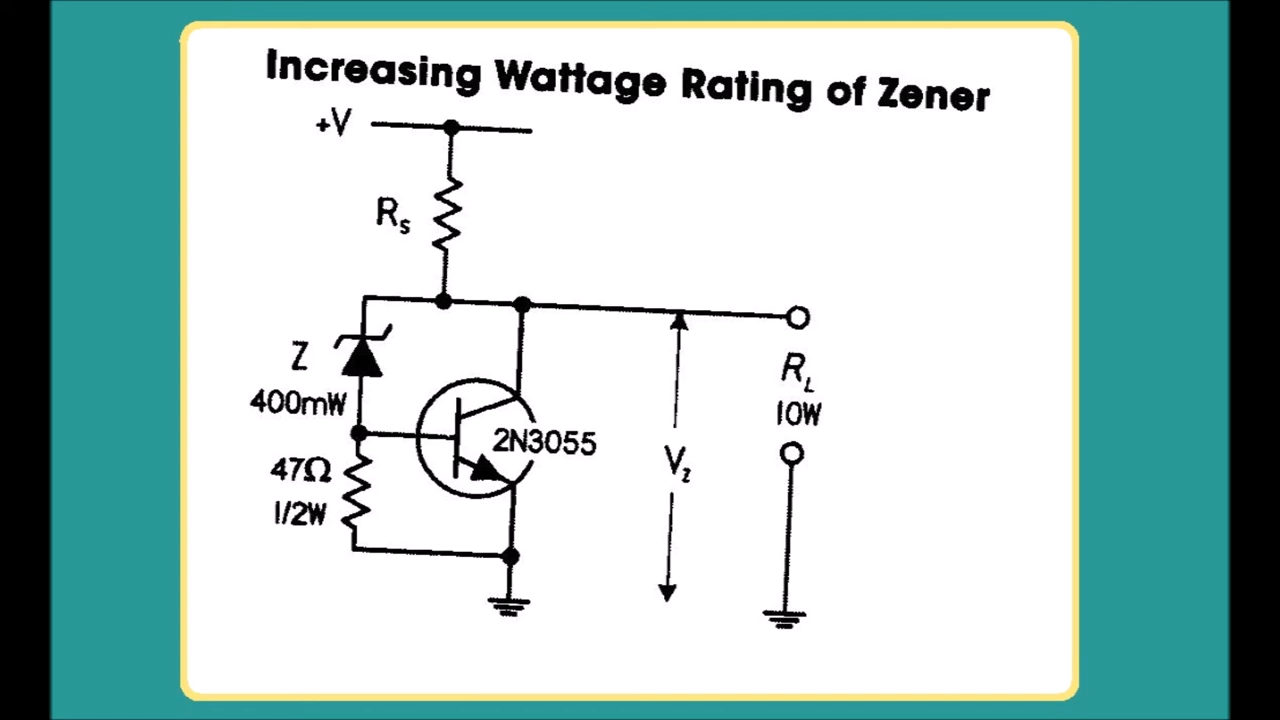 Increasing Wattage Rating of Zener
+V
Rs
Z
400mW
2N3055
47Ω
1/2W
Vz
RL
10W